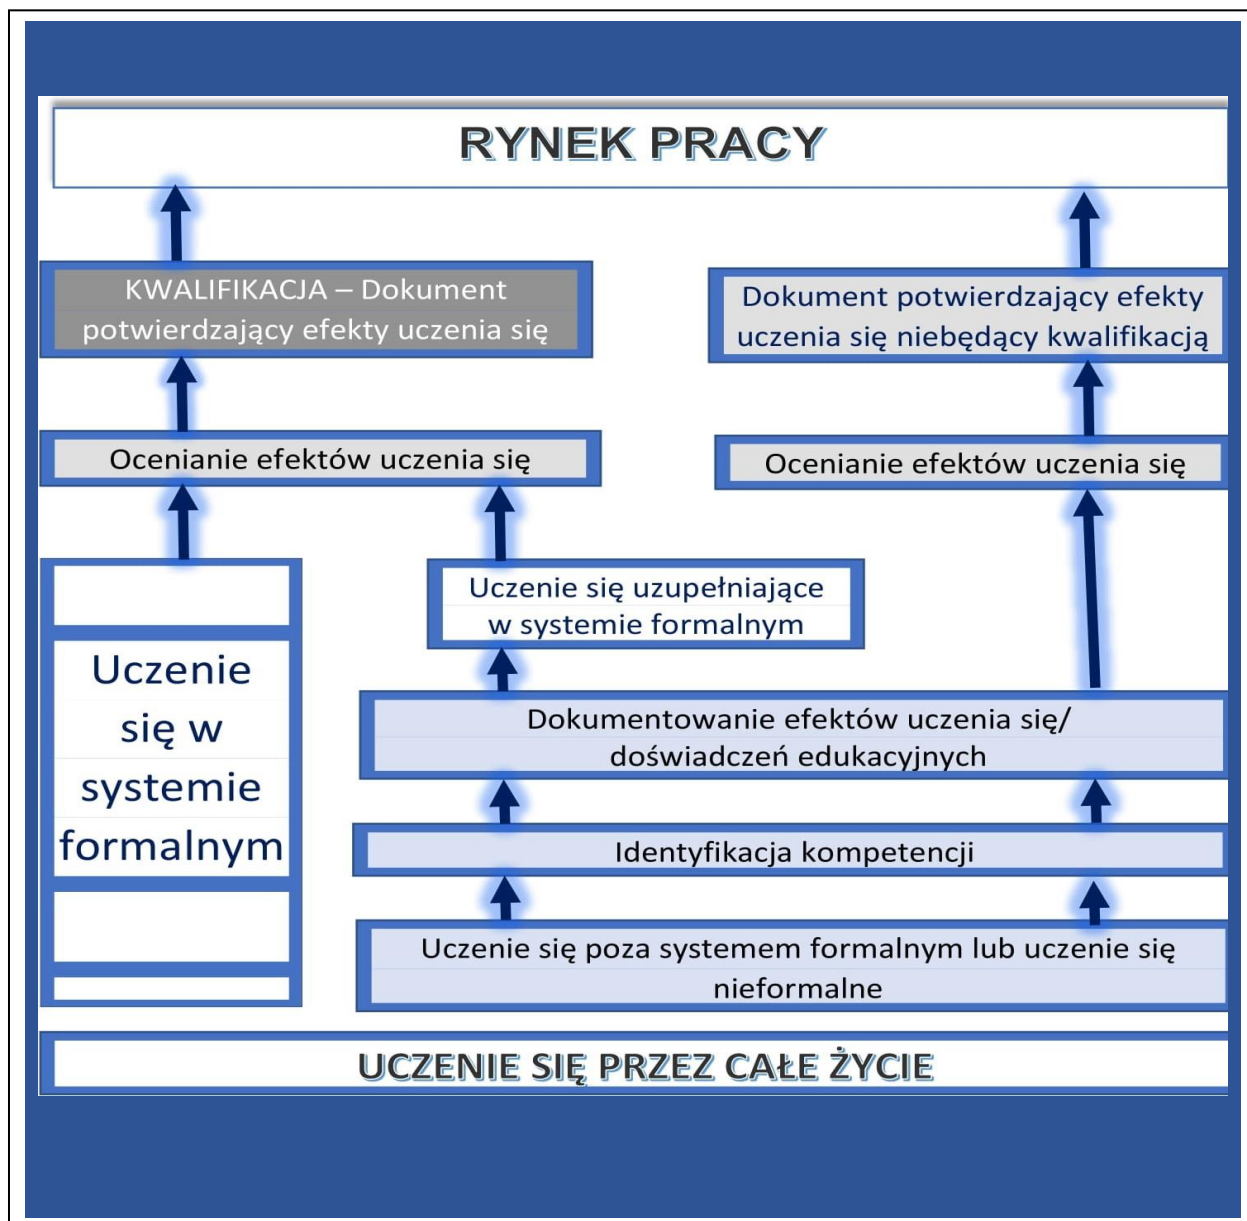 RYNEK PRACY
KWALIFIKACJA – Dokument
potwierdzający efekty uczenia się
Dokument potwierdzający efekty
uczenia się niebędący kwalifikacją
Ocenianie efektów uczenia się
Ocenianie efektów uczenia się
Uczenie się uzupełniające
w systemie formalnym
Uczenie
się w
systemie
formalnym
Dokumentowanie efektów uczenia się/
doświadczeń edukacyjnych
Identyfikacja kompetencji
Uczenie się poza systemem formalnym lub uczenie się
nieformalne
UCZENIE SIĘ PRZEZ CAŁE ŻYCIE